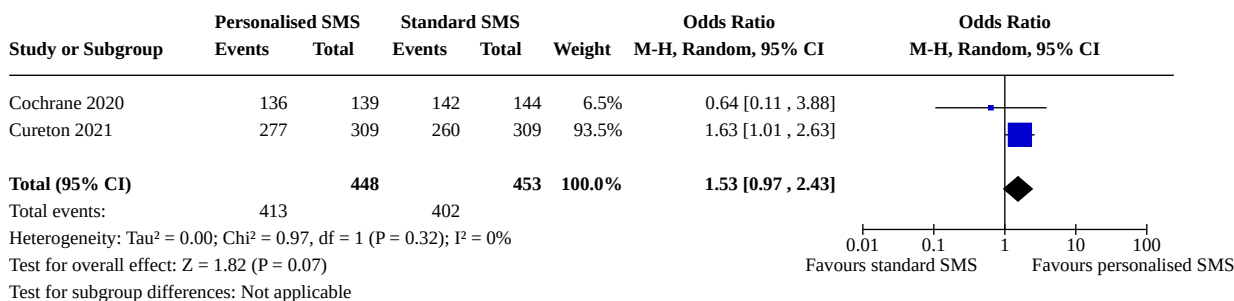 Personalised SMS Standard SMS Odds Ratio Odds Ratio
Study or Subgroup Events Total Events Total Weight M-H, Random, 95% CI M-H, Random, 95% CI
Cochrane 2020 136 139 142 144 6.5% 0.64 [0.11 , 3.88]
Cureton 2021 277 309 260 309 93.5% 1.63 [1.01 , 2.63]
Total (95% CI) 448 453 100.0% 1.53 [0.97 , 2.43]
Total events: 413 402
Heterogeneity: Tau² = 0.00; Chi² = 0.97, df = 1 (P = 0.32); I² = 0%
0.01 0.1 1 10 100
Test for overall effect: Z = 1.82 (P = 0.07) Favours standard SMS Favours personalised SMS
Test for subgroup differences: Not applicable